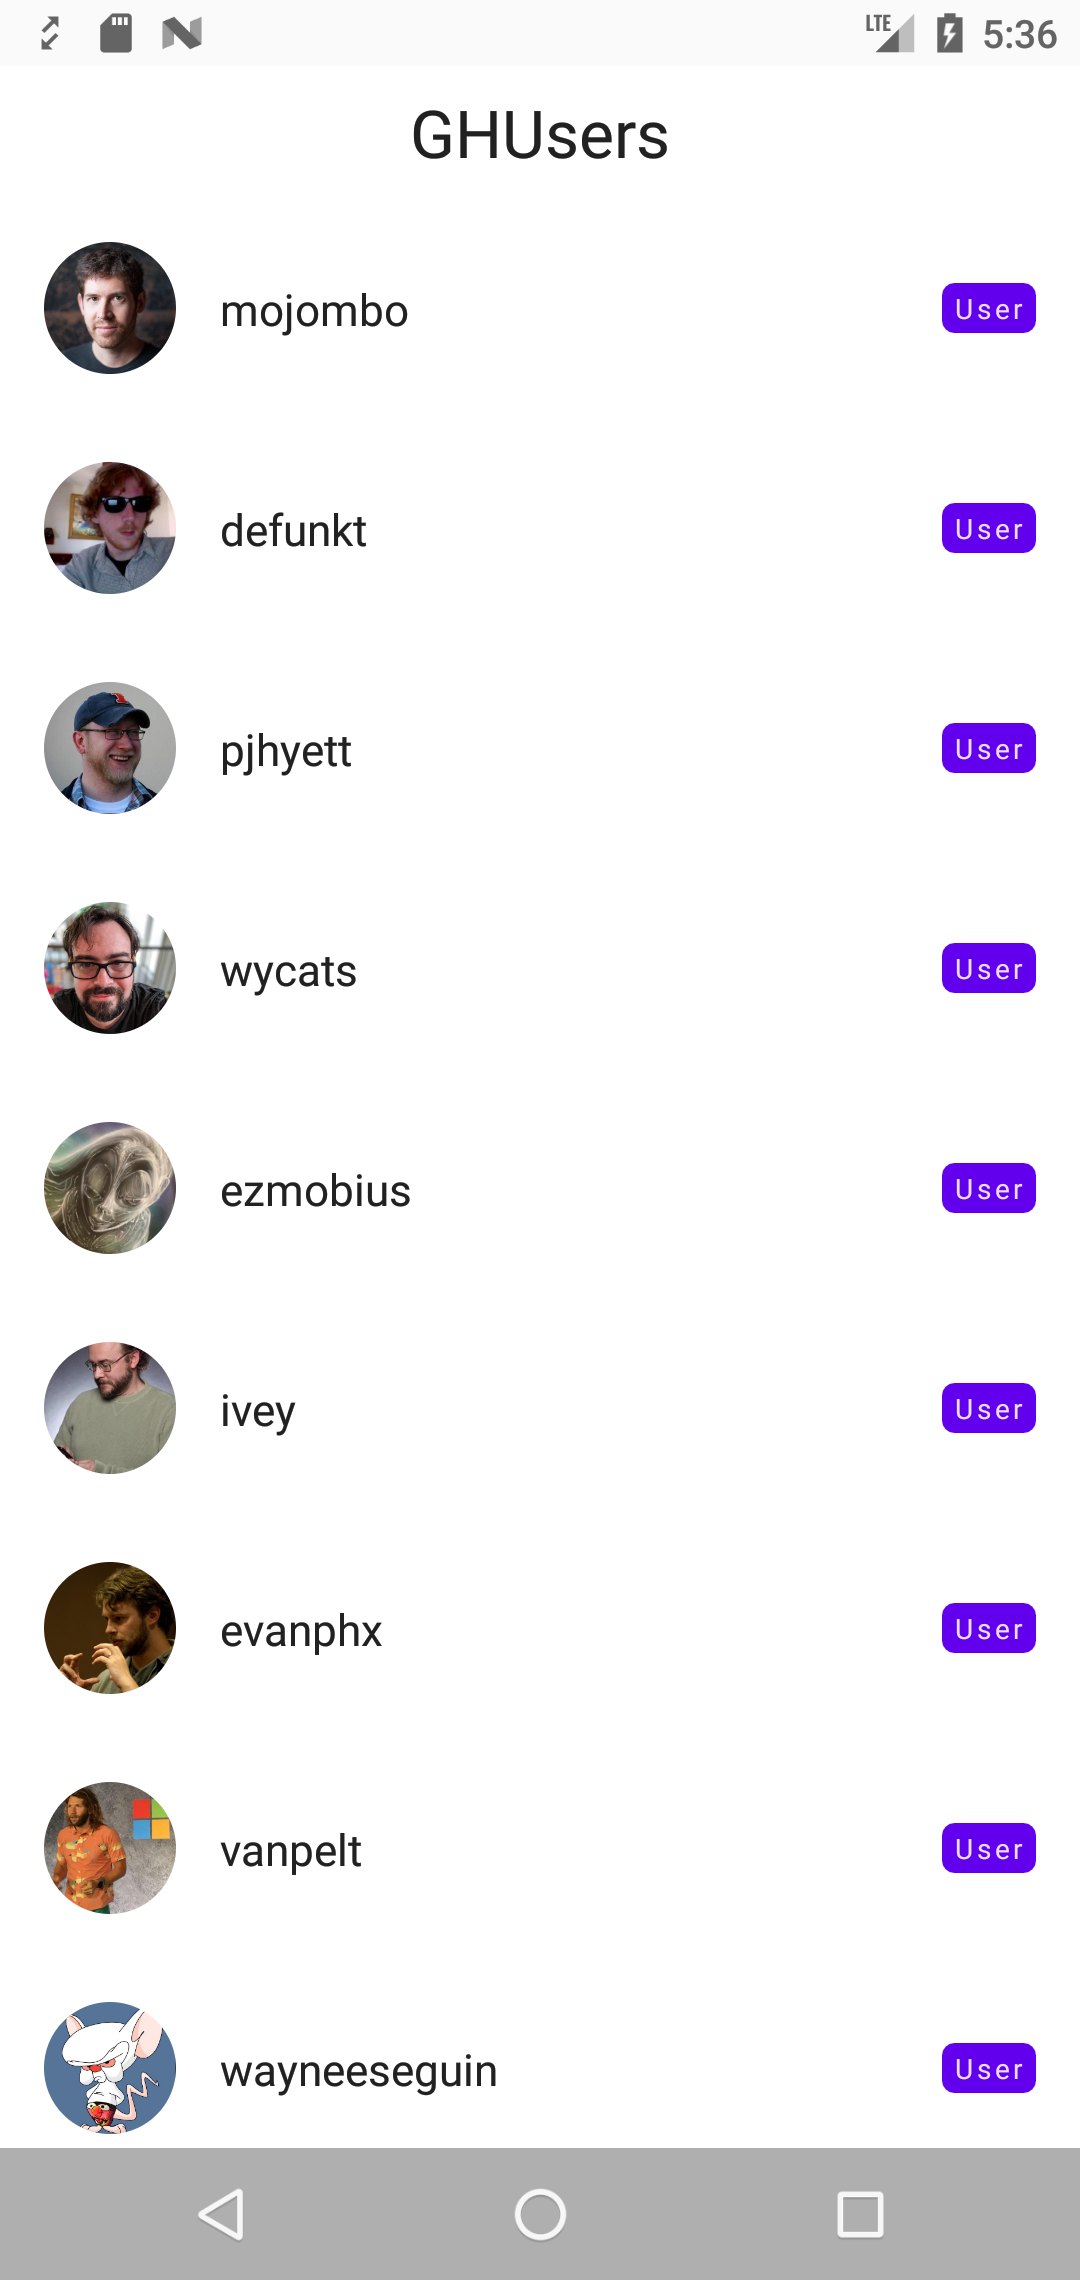 LTE 5:36
GHUsers
mojombo User
defunkt User
pjhyett User
wycats User
ezmobius User
ivey User
evanphx User
vanpelt User
wayneeseguin User